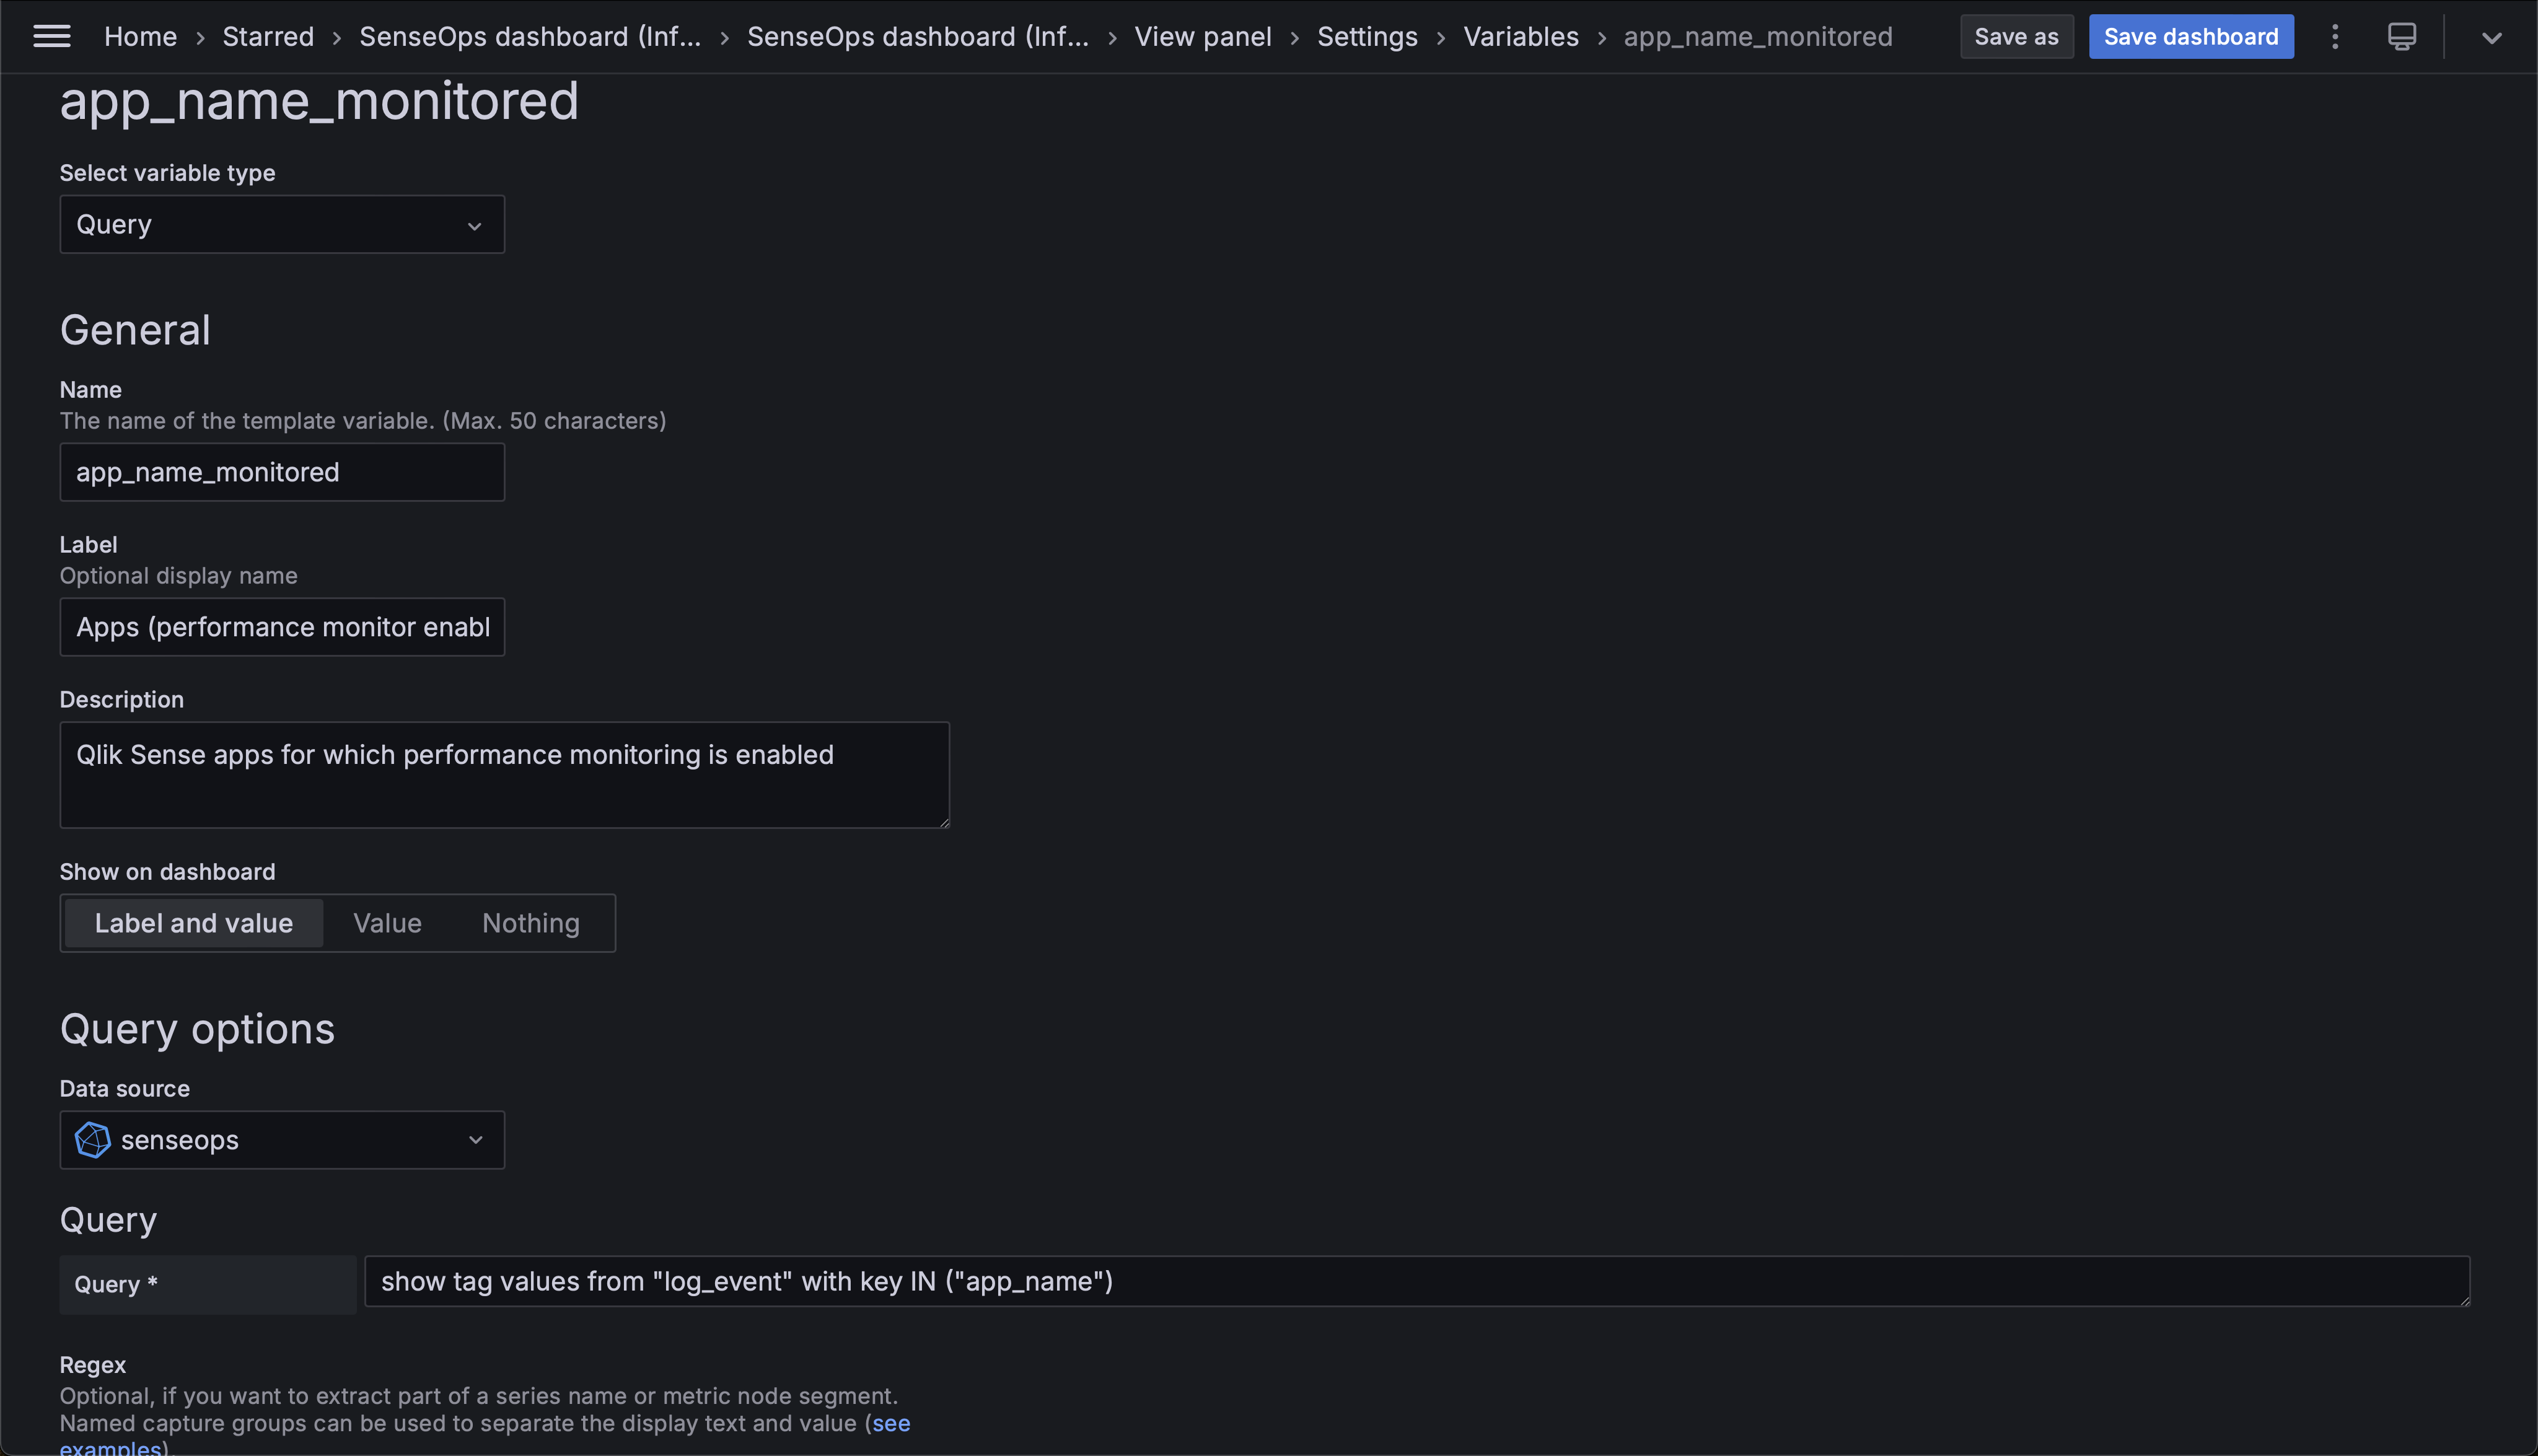 Home › Starred › SenseOps dashboard (Inf... › SenseOps dashboard (Inf... › View panel › Settings › Variables › app_name_monitored Save as Save dashboard
app_name_monitored
Select variable type
Query
General
Name
The name of the template variable. (Max. 50 characters)
app_name_monitored
Label
Optional display name
Apps (performance monitor enabl
Description
Qlik Sense apps for which performance monitoring is enabled
Show on dashboard
Label and value Value Nothing
Query options
Data source
senseops
Query
Query * show tag values from "log_event" with key IN ("app_name")
Regex
Optional, if you want to extract part of a series name or metric node segment.
Named capture groups can be used to separate the display text and value (see
examples).